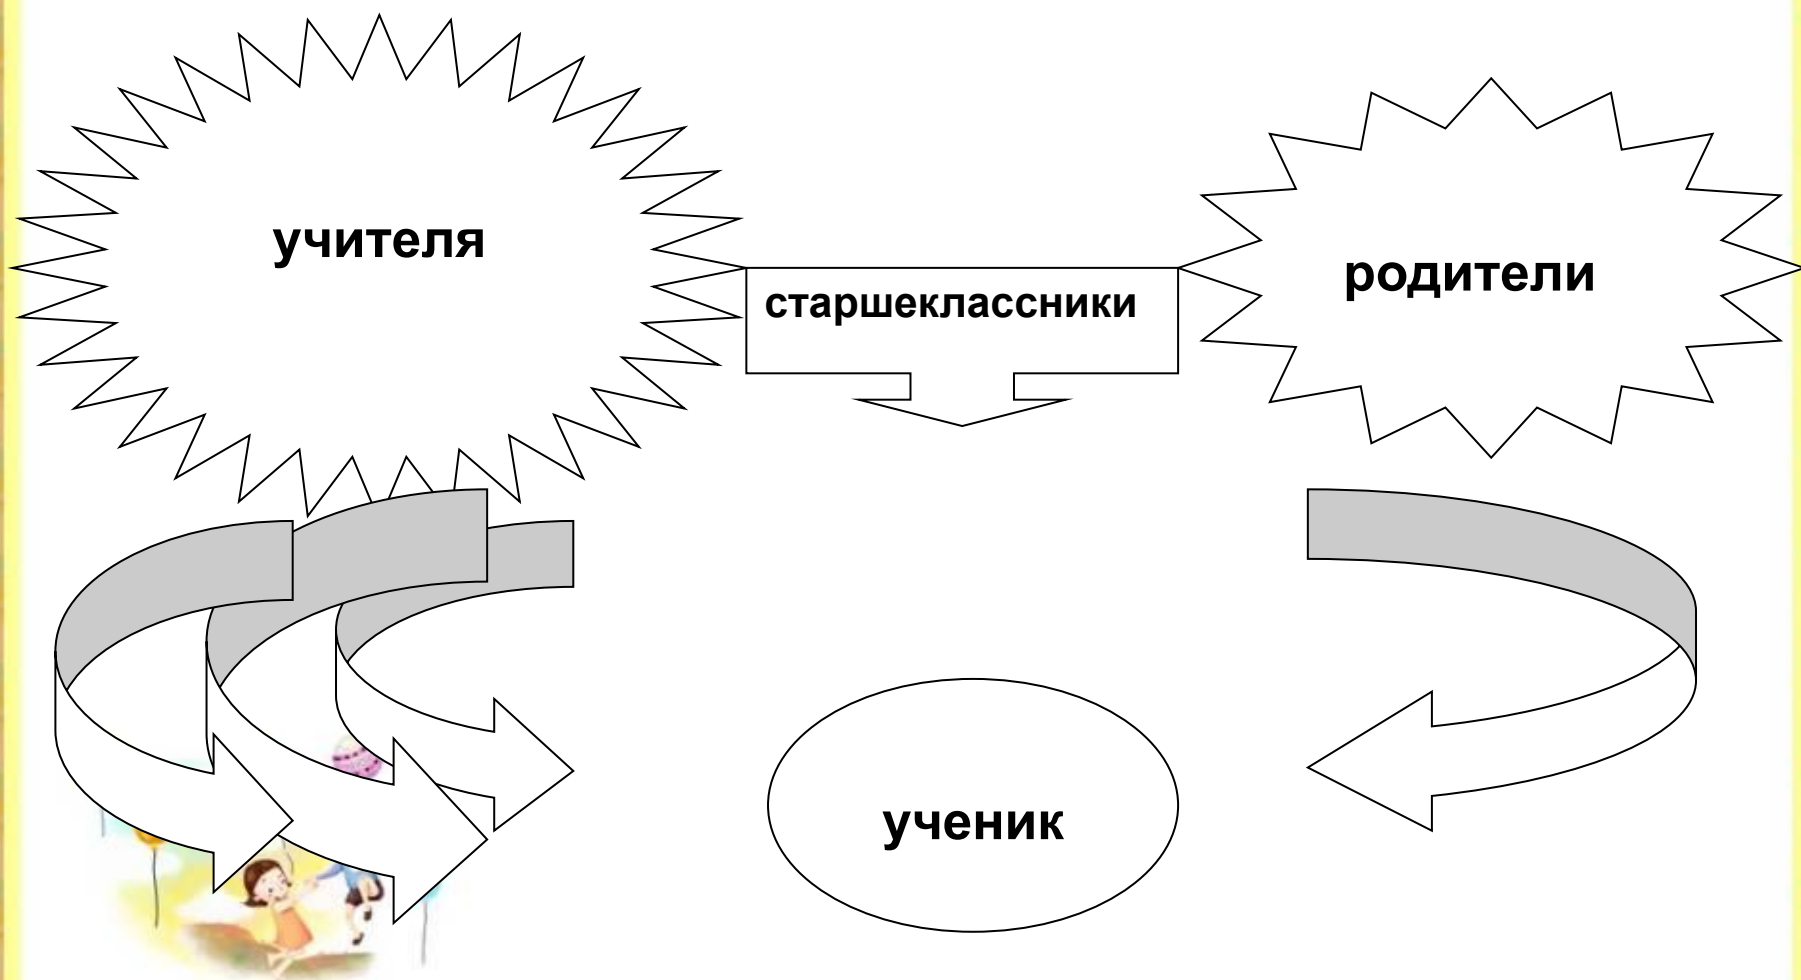 учителя
старшеклассники
родители
ученик